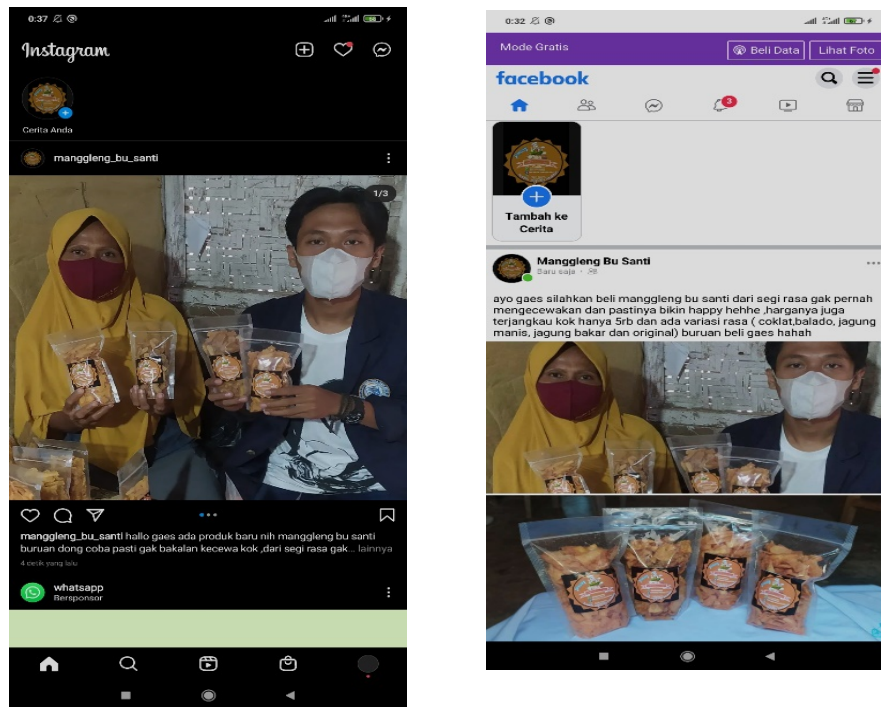 0:37
Instagram
Cerita Anda
manggleng_bu_santi
1/3
manggleng_bu_santi hallo gaes ada produk baru nih manggleng bu santi
buruan dong coba pasti gak bakalan kecewa kok ,dari segi rasa gak... lainnya
4 detik yang lalu
whatsapp
Bersponsor
0:32
Mode Gratis
Beli Data
Lihat Foto
facebook
3
Tambah ke
Cerita
Manggleng Bu Santi
Baru saja
ayo gaes silahkan beli manggleng bu santi dari segi rasa gak pernah
mengecewakan dan pastinya bikin happy hehhe ,harganya juga
terjangkau kok hanya 5rb dan ada variasi rasa ( coklat,balado, jagung
manis, jagung bakar dan original) buruan beli gaes hahah